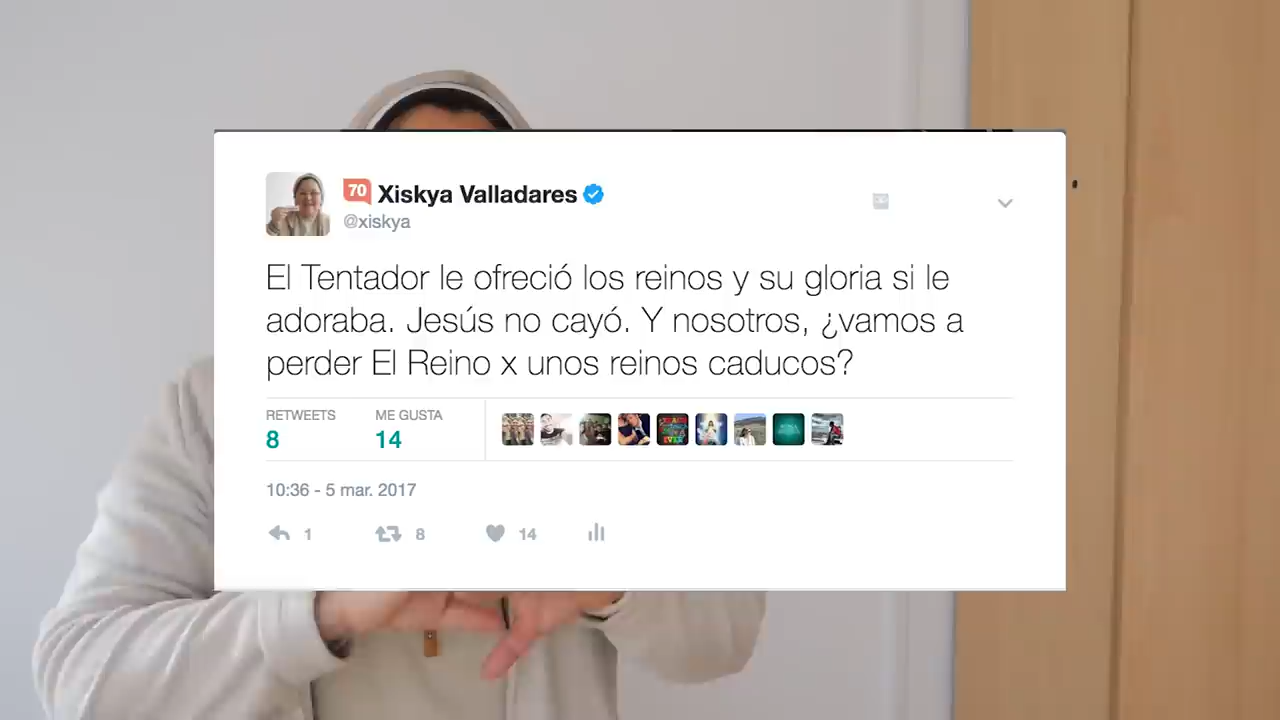 70 Xiskya Valladares
@xiskya
El Tentador le ofreció los reinos y su gloria si le
adoraba. Jesús no cayó. Y nosotros, ¿vamos a
perder El Reino x unos reinos caducos?
RETWEETS ME GUSTA
8 14
10:36 - 5 mar. 2017
1 8 14